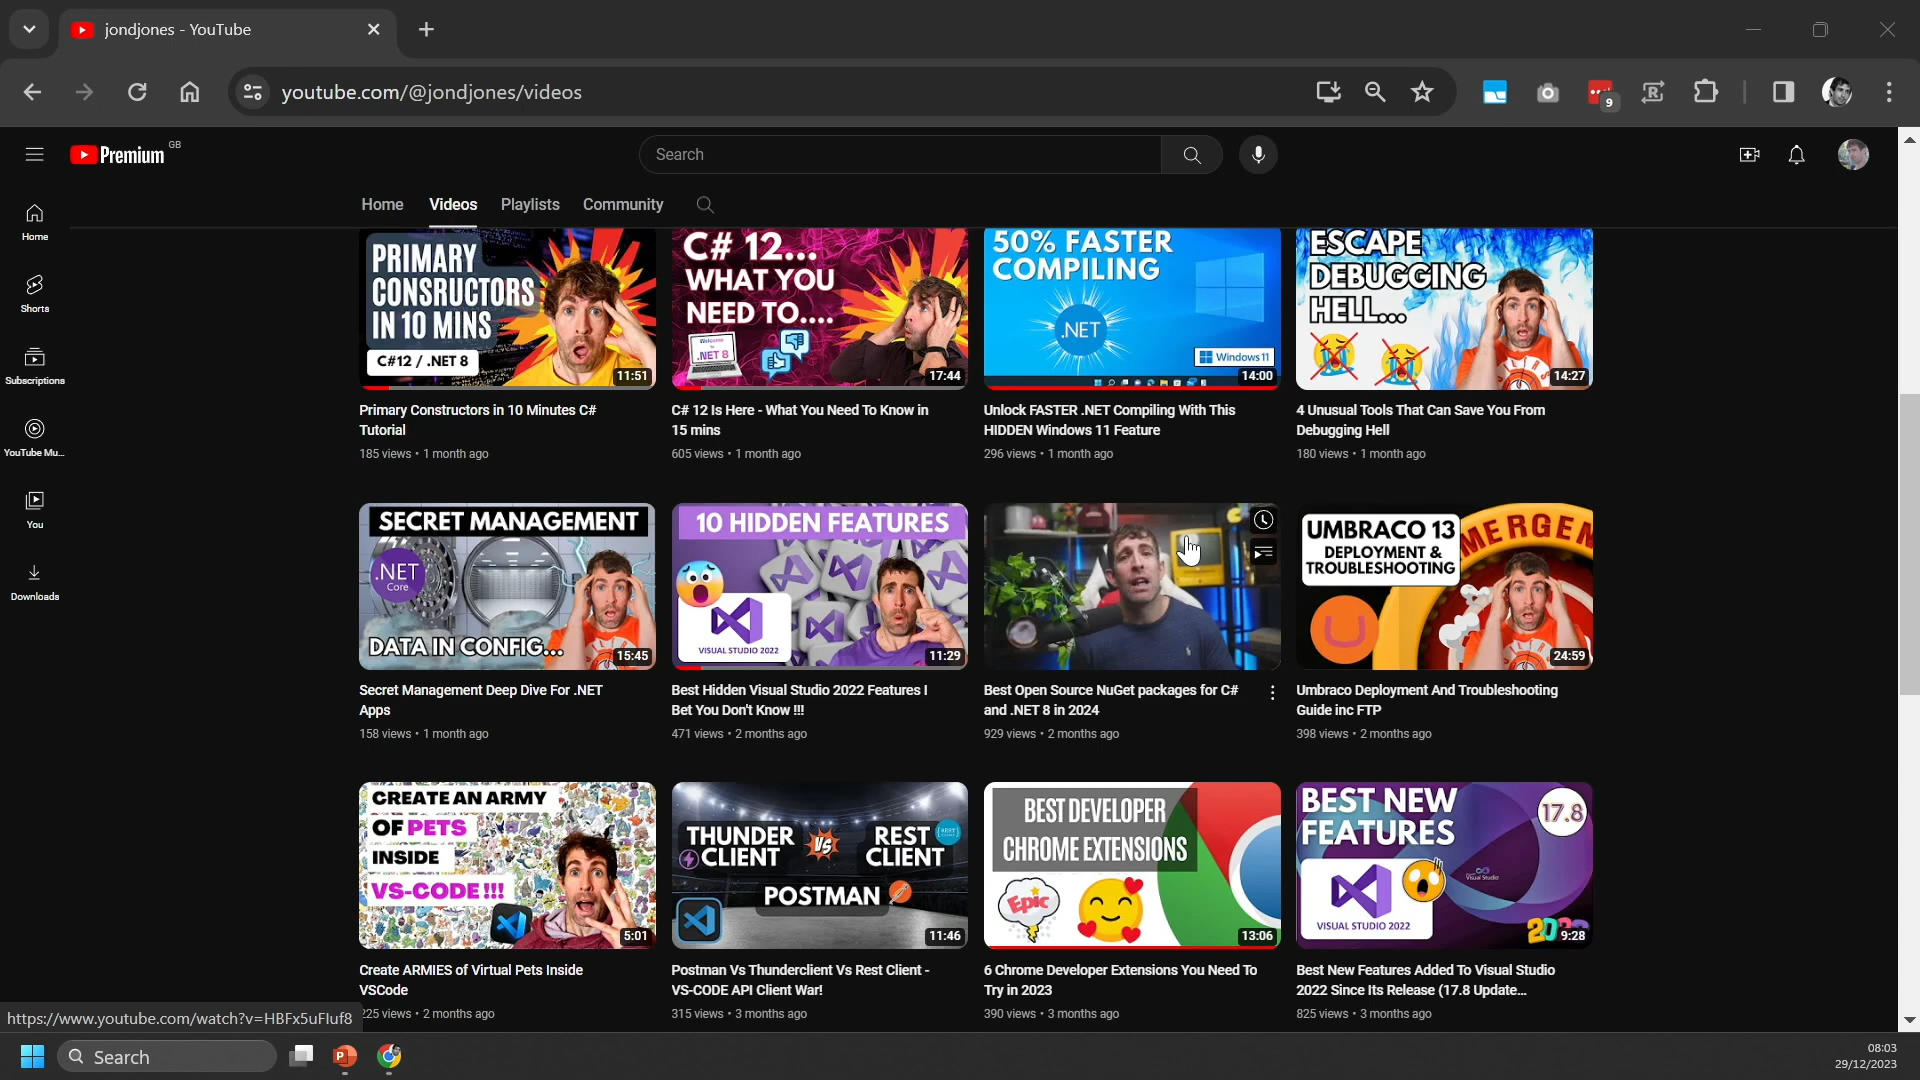 jondjones - YouTube
youtube.com/@jondjones/videos
9
Premium GB
Search
Home
Videos
Playlists
Community
Home
Shorts
Subscriptions
YouTube Mu...
You
Downloads
PRIMARY
CONSRUCTORS
IN 10 MINS
C#12 / .NET 8
11:51
Primary Constructors in 10 Minutes C#
Tutorial
185 views • 1 month ago
C# 12...
WHAT YOU
NEED TO....
Welcome
to
.NET 8
17:44
C# 12 Is Here - What You Need To Know in
15 mins
605 views • 1 month ago
50% FASTER
COMPILING
.NET
Windows 11
14:00
Unlock FASTER .NET Compiling With This
HIDDEN Windows 11 Feature
296 views • 1 month ago
ESCAPE
DEBUGGING
HELL...
14:27
4 Unusual Tools That Can Save You From
Debugging Hell
180 views • 1 month ago
SECRET MANAGEMENT
.NET
Core
DATA IN CONFIG...
15:45
Secret Management Deep Dive For .NET
Apps
158 views • 1 month ago
10 HIDDEN FEATURES
VISUAL STUDIO 2022
11:29
Best Hidden Visual Studio 2022 Features I
Bet You Don't Know !!!
471 views • 2 months ago
Best Open Source NuGet packages for C#
and .NET 8 in 2024
929 views • 2 months ago
UMBRACO 13
DEPLOYMENT &
TROUBLESHOOTING
EMERGEN
24:59
Umbraco Deployment And Troubleshooting
Guide inc FTP
398 views • 2 months ago
CREATE AN ARMY
OF PETS
INSIDE
VS-CODE !!!
5:01
Create ARMIES of Virtual Pets Inside
VSCode
225 views • 2 months ago
THUNDER
CLIENT
VS
REST
CLIENT
POSTMAN
11:46
Postman Vs Thunderclient Vs Rest Client -
VS-CODE API Client War!
315 views • 3 months ago
BEST DEVELOPER
CHROME EXTENSIONS
Epic
13:06
6 Chrome Developer Extensions You Need To
Try in 2023
390 views • 3 months ago
BEST NEW
FEATURES
17.8
Visual Studio
VISUAL STUDIO 2022
9:28
Best New Features Added To Visual Studio
2022 Since Its Release (17.8 Update...
825 views • 3 months ago
https://www.youtube.com/watch?v=HBFx5uFluf8
Search
08:03
29/12/2023